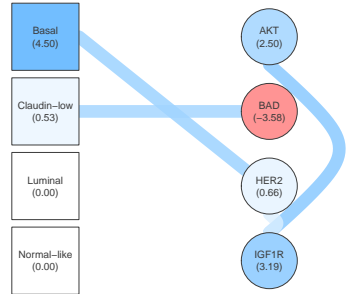 Basal
(4.50)
AKT
(2.50)
Claudin−low
(0.53)
BAD
(−3.58)
Luminal
(0.00)
HER2
(0.66)
Normal−like
(0.00)
IGF1R
(3.19)